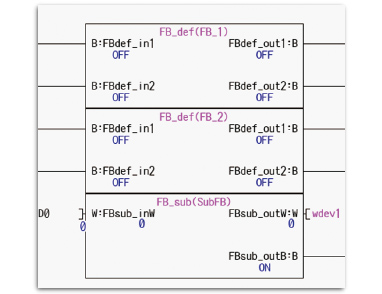 FB_def(FB_1)
B:FBdef_in1 FBdef_out1:B
OFF OFF
B:FBdef_in2 FBdef_out2:B
OFF OFF
FB_def(FB_2)
B:FBdef_in1 FBdef_out1:B
OFF OFF
B:FBdef_in2 FBdef_out2:B
OFF OFF
FB_sub(SubFB)
D0 W:FBsub_inW FBsub_outW:W wdev1
0 0 0
FBsub_outB:B
ON